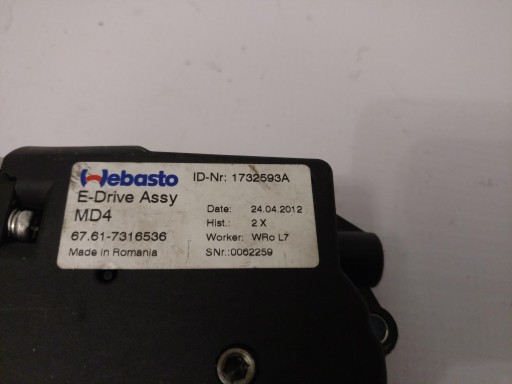 Webasto
ID-Nr: 1732593A
E-Drive Assy
MD4
Date: 24.04.2012
Hist.: 2 X
67.61-7316536
Worker: WRo L7
Made in Romania
SNr.:0062259